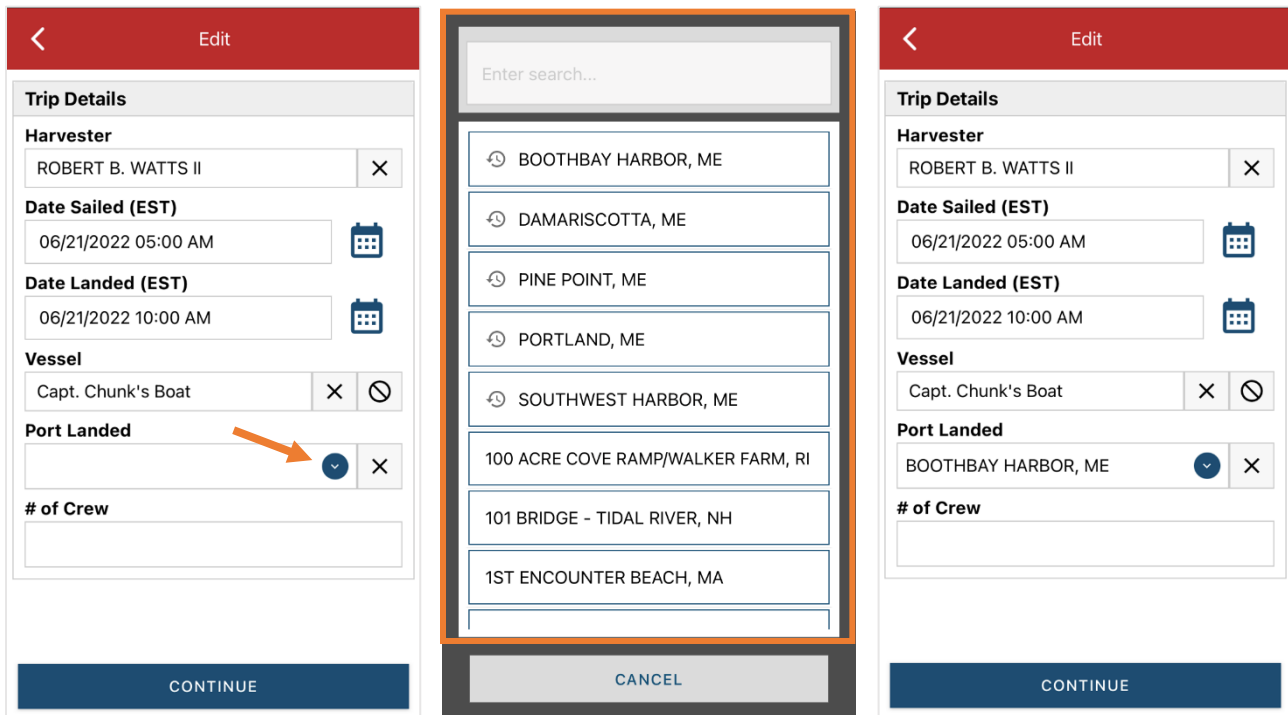 Edit
Trip Details
Harvester
ROBERT B. WATTS II
Date Sailed (EST)
06/21/2022 05:00 AM
Date Landed (EST)
06/21/2022 10:00 AM
Vessel
Capt. Chunk's Boat
Port Landed
# of Crew
CONTINUE
Enter search...
BOOTHBAY HARBOR, ME
DAMARISCOTTA, ME
PINE POINT, ME
PORTLAND, ME
SOUTHWEST HARBOR, ME
100 ACRE COVE RAMP/WALKER FARM, RI
101 BRIDGE - TIDAL RIVER, NH
1ST ENCOUNTER BEACH, MA
CANCEL
Edit
Trip Details
Harvester
ROBERT B. WATTS II
Date Sailed (EST)
06/21/2022 05:00 AM
Date Landed (EST)
06/21/2022 10:00 AM
Vessel
Capt. Chunk's Boat
Port Landed
BOOTHBAY HARBOR, ME
# of Crew
CONTINUE